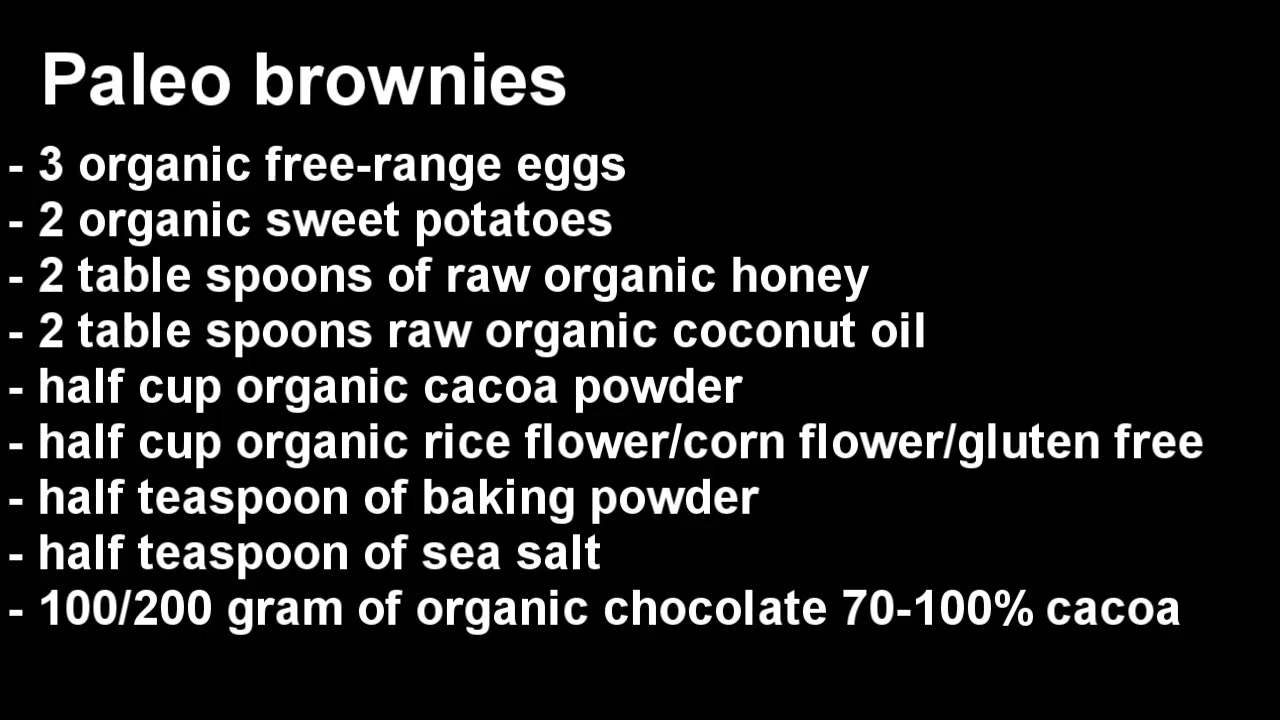 Paleo brownies
- 3 organic free-range eggs
- 2 organic sweet potatoes
- 2 table spoons of raw organic honey
- 2 table spoons raw organic coconut oil
- half cup organic cacoa powder
- half cup organic rice flower/corn flower/gluten free
- half teaspoon of baking powder
- half teaspoon of sea salt
- 100/200 gram of organic chocolate 70-100% cacoa